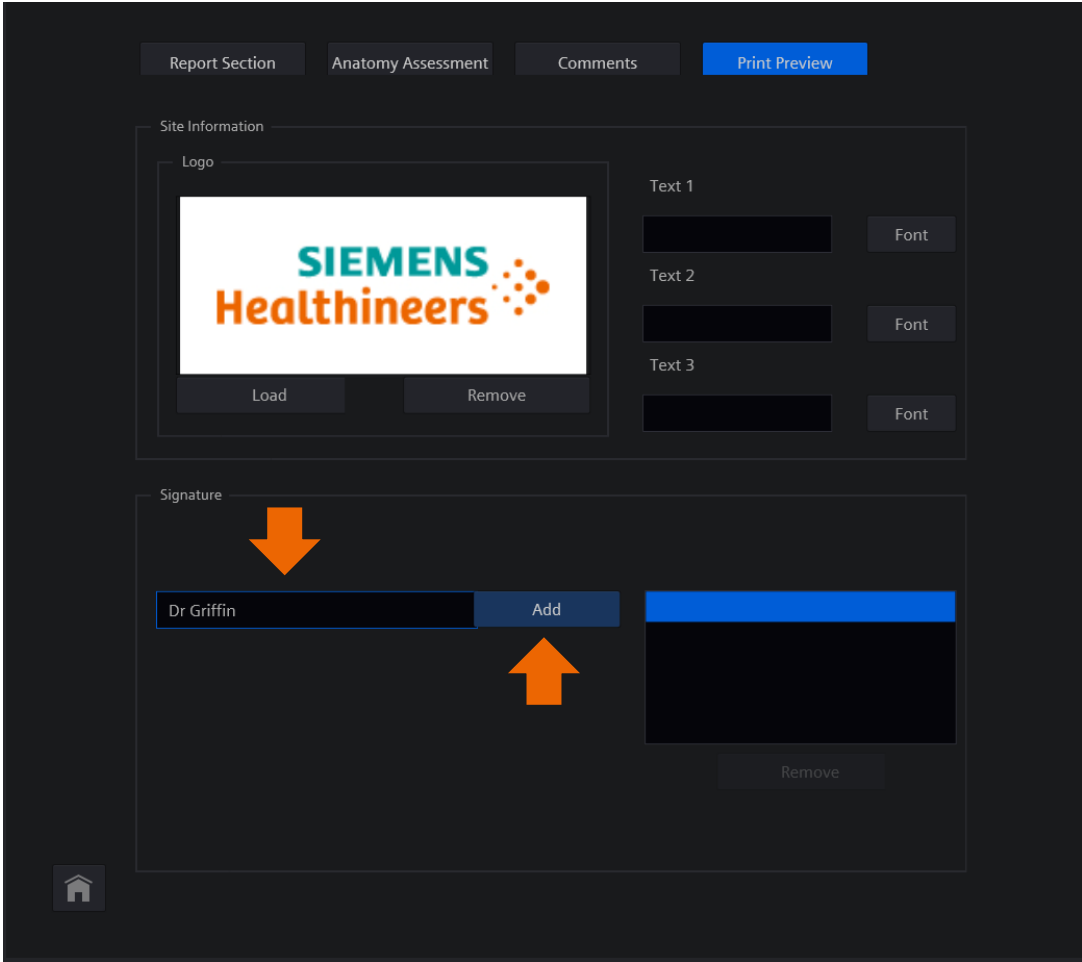 Report Section
Anatomy Assessment
Comments
Print Preview
Site Information
Logo
SIEMENS
Healthineers
Load
Remove
Text 1
Font
Text 2
Font
Text 3
Font
Signature
Dr Griffin
Add
Remove